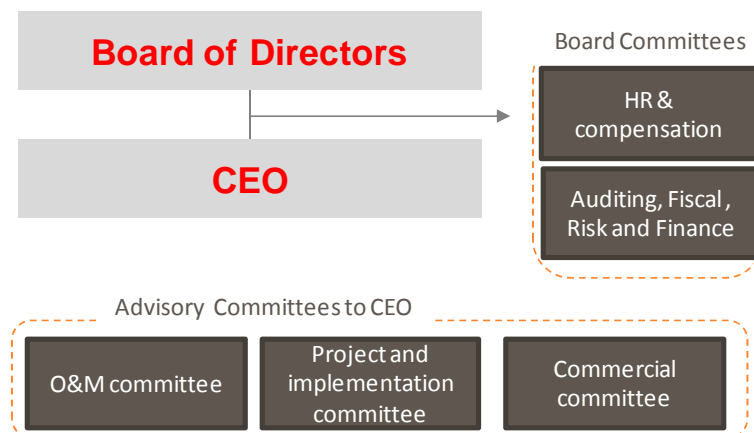 Board of Directors
CEO
Board Committees
HR &
compensation
Auditing, Fiscal,
Risk and Finance
Advisory Committees to CEO
O&M committee
Project and
implementation
committee
Commercial
committee